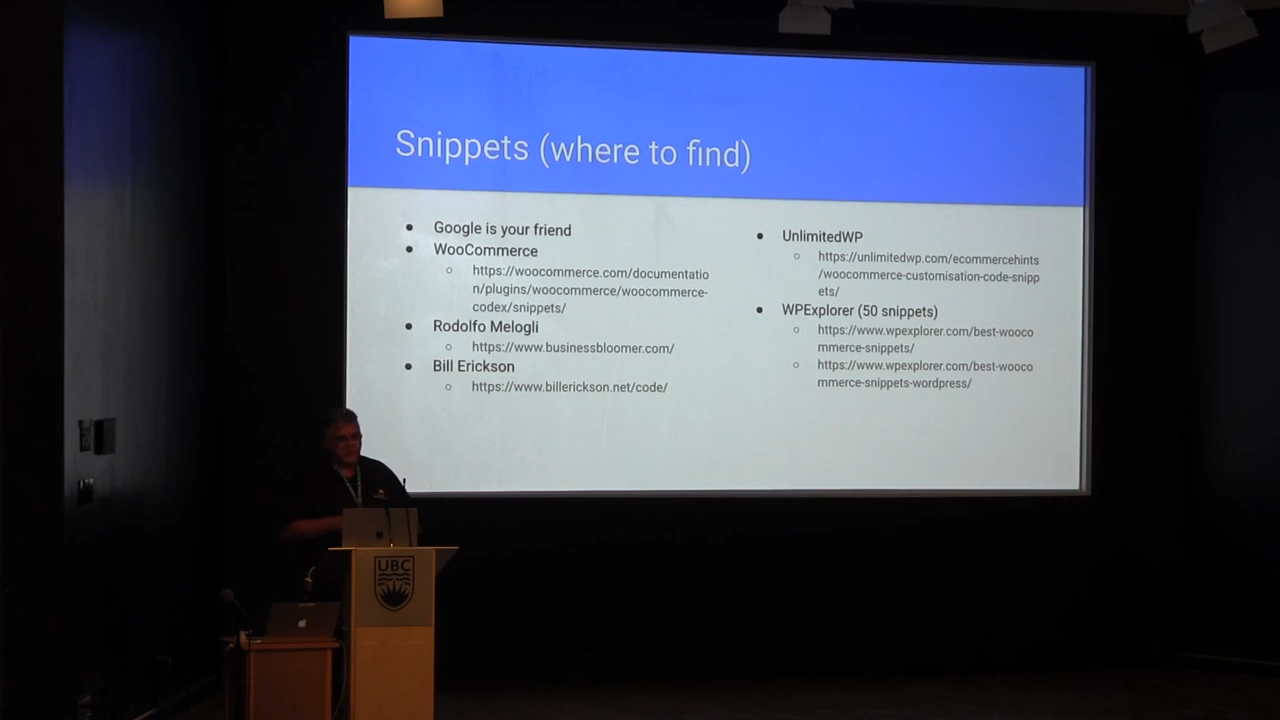 Snippets (where to find)
● Google is your friend
● WooCommerce
○ https://woocommerce.com/documentatio
n/plugins/woocommerce/woocommerce-
codex/snippets/
● Rodolfo Melogli
○ https://www.businessbloomer.com/
● Bill Erickson
○ https://www.billerickson.net/code/
● UnlimitedWP
○ https://unlimitedwp.com/ecommercehints
/woocommerce-customisation-code-snipp
ets/
● WPExplorer (50 snippets)
○ https://www.wpexplorer.com/best-wooco
mmerce-snippets/
○ https://www.wpexplorer.com/best-wooco
mmerce-snippets-wordpress/
UBC